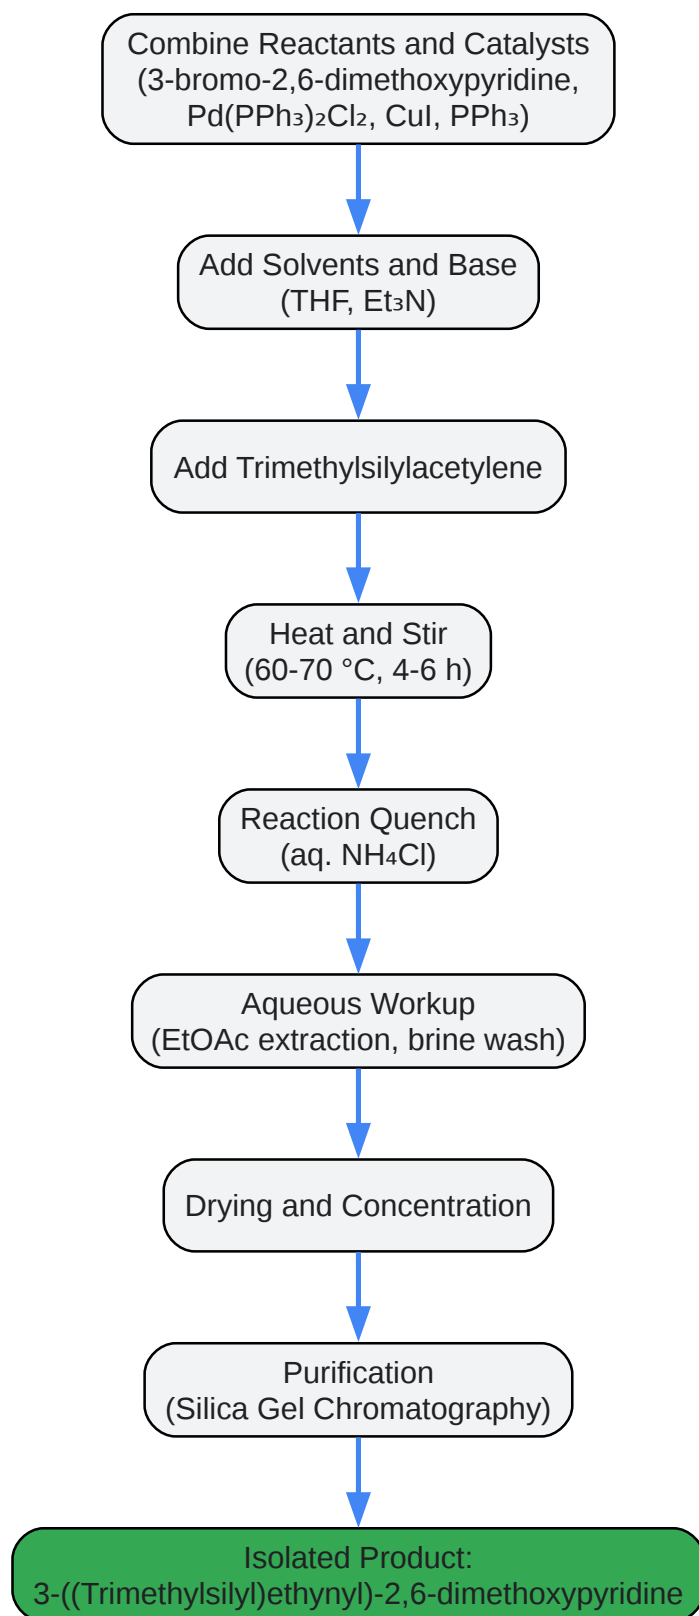 Combine Reactants and Catalysts
(3-bromo-2,6-dimethoxypyridine,
Pd(PPh₃)₂Cl₂, CuI, PPh₃)
Add Solvents and Base
(THF, Et₃N)
Add Trimethylsilylacetylene
Heat and Stir
(60-70 °C, 4-6 h)
Reaction Quench
(aq. NH₄Cl)
Aqueous Workup
(EtOAc extraction, brine wash)
Drying and Concentration
Purification
(Silica Gel Chromatography)
Isolated Product:
3-((Trimethylsilyl)ethynyl)-2,6-dimethoxypyridine